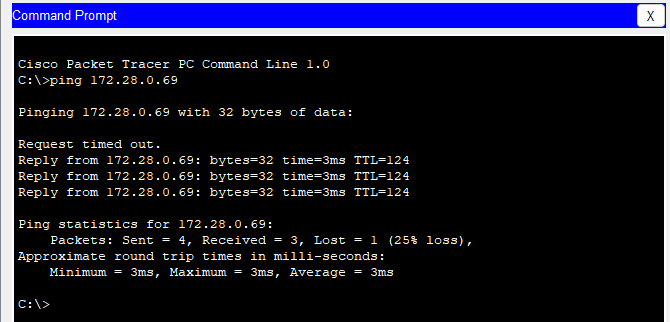 Command Prompt
X
Cisco Packet Tracer PC Command Line 1.0
C:\>ping 172.28.0.69
Pinging 172.28.0.69 with 32 bytes of data:
Request timed out.
Reply from 172.28.0.69: bytes=32 time=3ms TTL=124
Reply from 172.28.0.69: bytes=32 time=3ms TTL=124
Reply from 172.28.0.69: bytes=32 time=3ms TTL=124
Ping statistics for 172.28.0.69:
    Packets: Sent = 4, Received = 3, Lost = 1 (25% loss),
Approximate round trip times in milli-seconds:
    Minimum = 3ms, Maximum = 3ms, Average = 3ms
C:\>